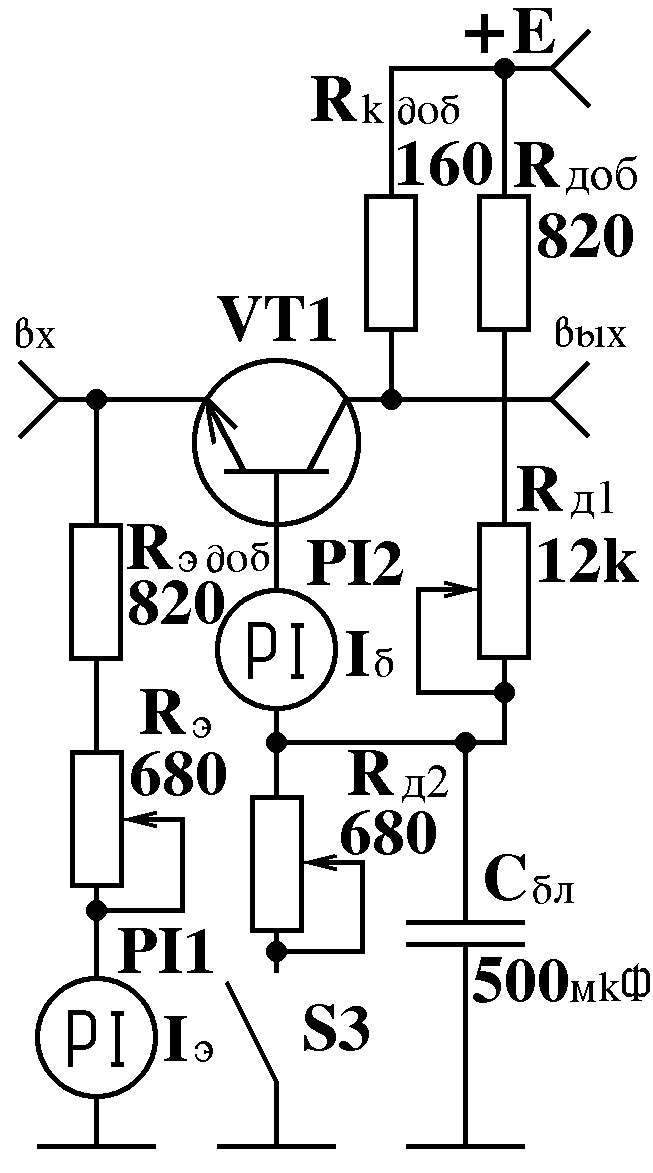 +E
Rk доб
160
Rдоб
820
VT1
вх
вых
Rд1
12k
Rэ доб
820
PI2
PI
Iб
Rэ
680
Rд2
680
Cбл
500мкФ
PI1
PI
Iэ
S3